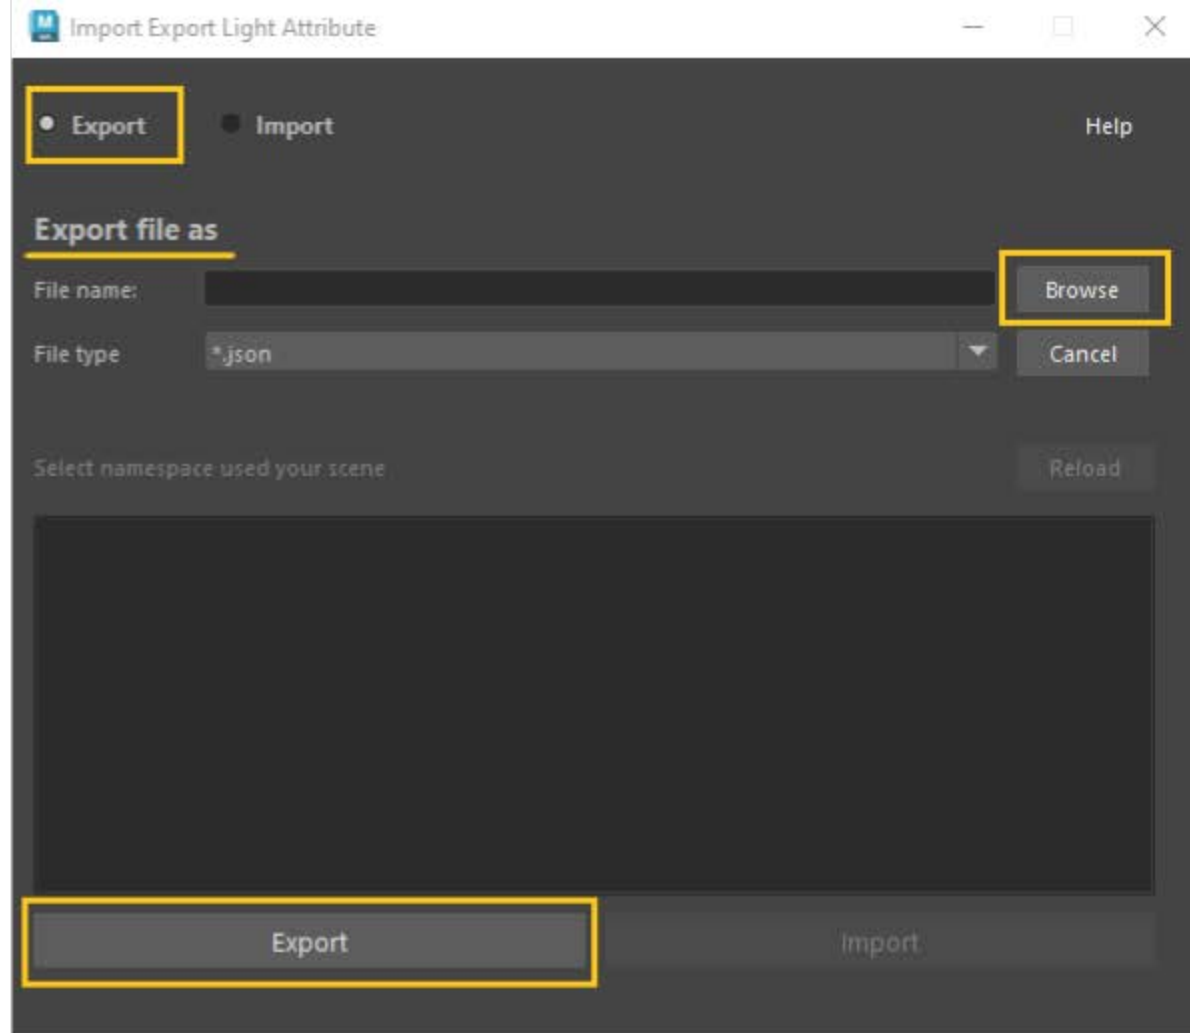 Import Export Light Attribute
Export Import Help
Export file as
File name: Browse
File type *.json Cancel
Select namespace used your scene Reload
Export Import